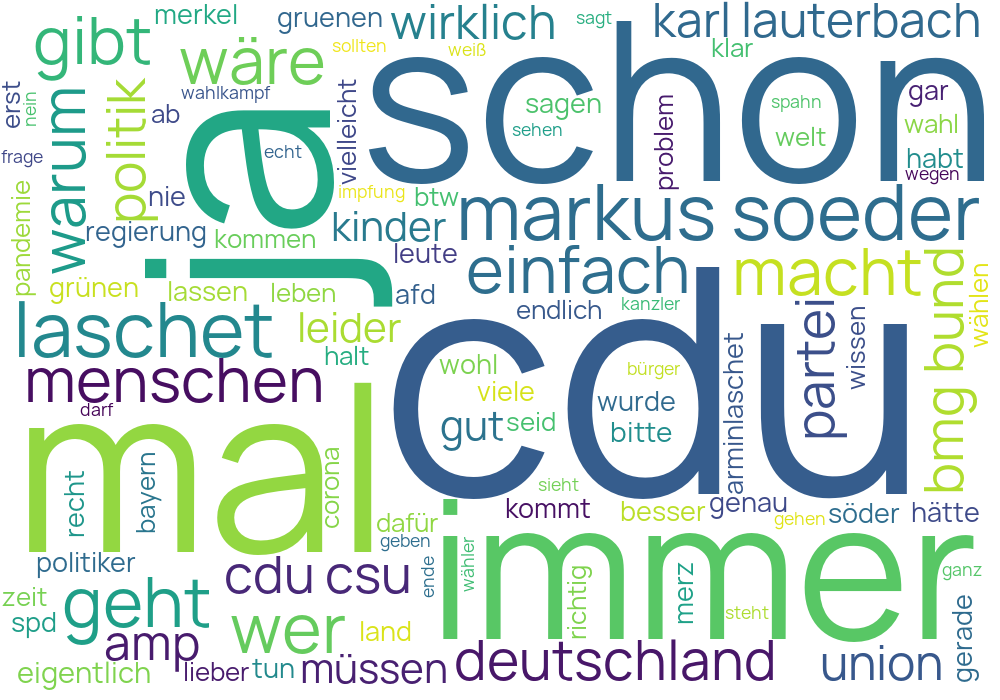 merkel
gruenen
wirklich
sagt
karl lauterbach
gibt
wäre
sollten
weiß
klar
erst
nein
warum
politik
wahlkampf
ab
ja
vielleicht
schon
sagen
sehen
problem
spahn
welt
gar
wahl
habt
wegen
frage
echt
impfung
btw
nie
pandemie
regierung
kommen
kinder
leute
markus soeder
grünen
lassen
leben
afd
einfach
macht
bmg bund
wählen
endlich
kanzler
laschet
leider
halt
cdu
partei
wissen
menschen
darf
wohl
viele
bürger
arminlaschet
mal
gut
seid
wurde
bitte
recht
bayern
corona
sieht
kommt
besser
genau
gehen
söder
hätte
dafür
geben
immer
politiker
cdu csu
ende
wähler
richtig
merz
steht
ganz
gerade
zeit
spd
geht
amp
wer
land
eigentlich
lieber
tun
müssen
deutschland
union